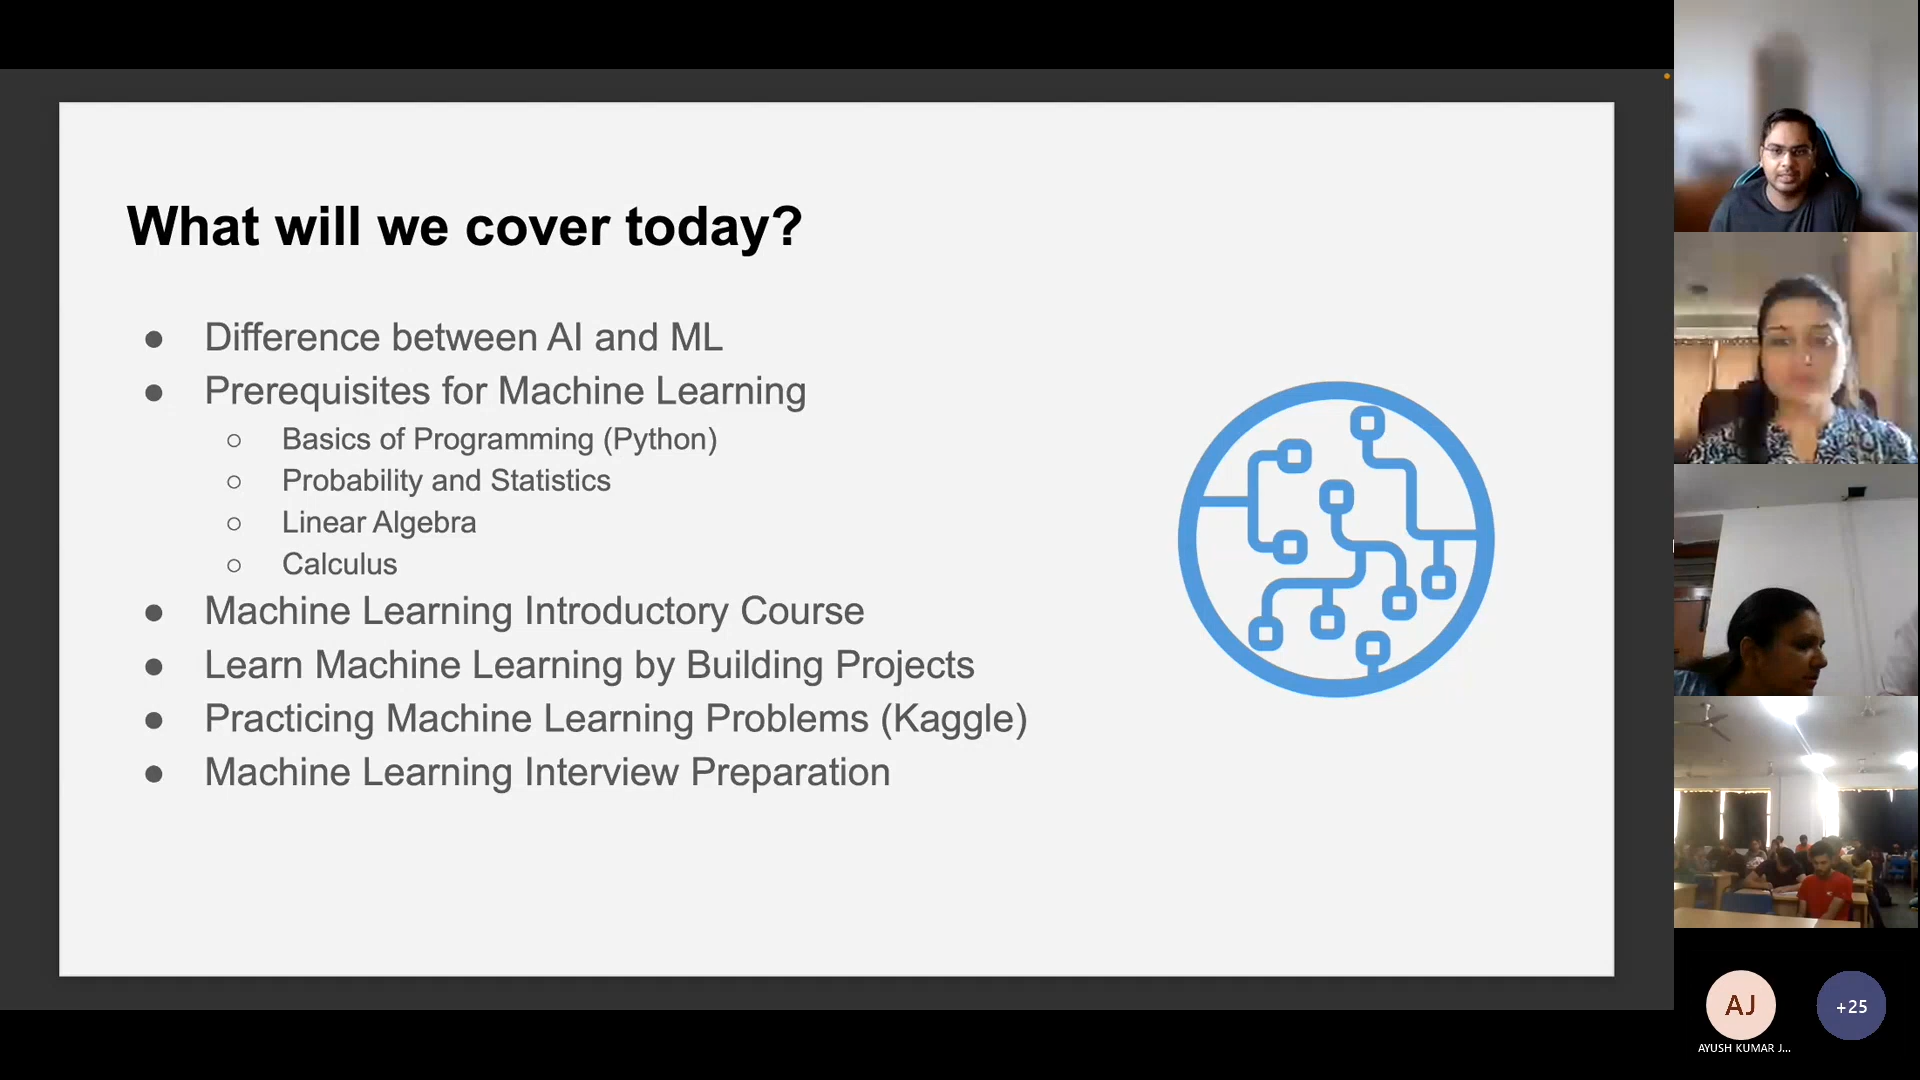 What will we cover today?
● Difference between AI and ML
● Prerequisites for Machine Learning
○ Basics of Programming (Python)
○ Probability and Statistics
○ Linear Algebra
○ Calculus
● Machine Learning Introductory Course
● Learn Machine Learning by Building Projects
● Practicing Machine Learning Problems (Kaggle)
● Machine Learning Interview Preparation
AJ
+25
AYUSH KUMAR J...